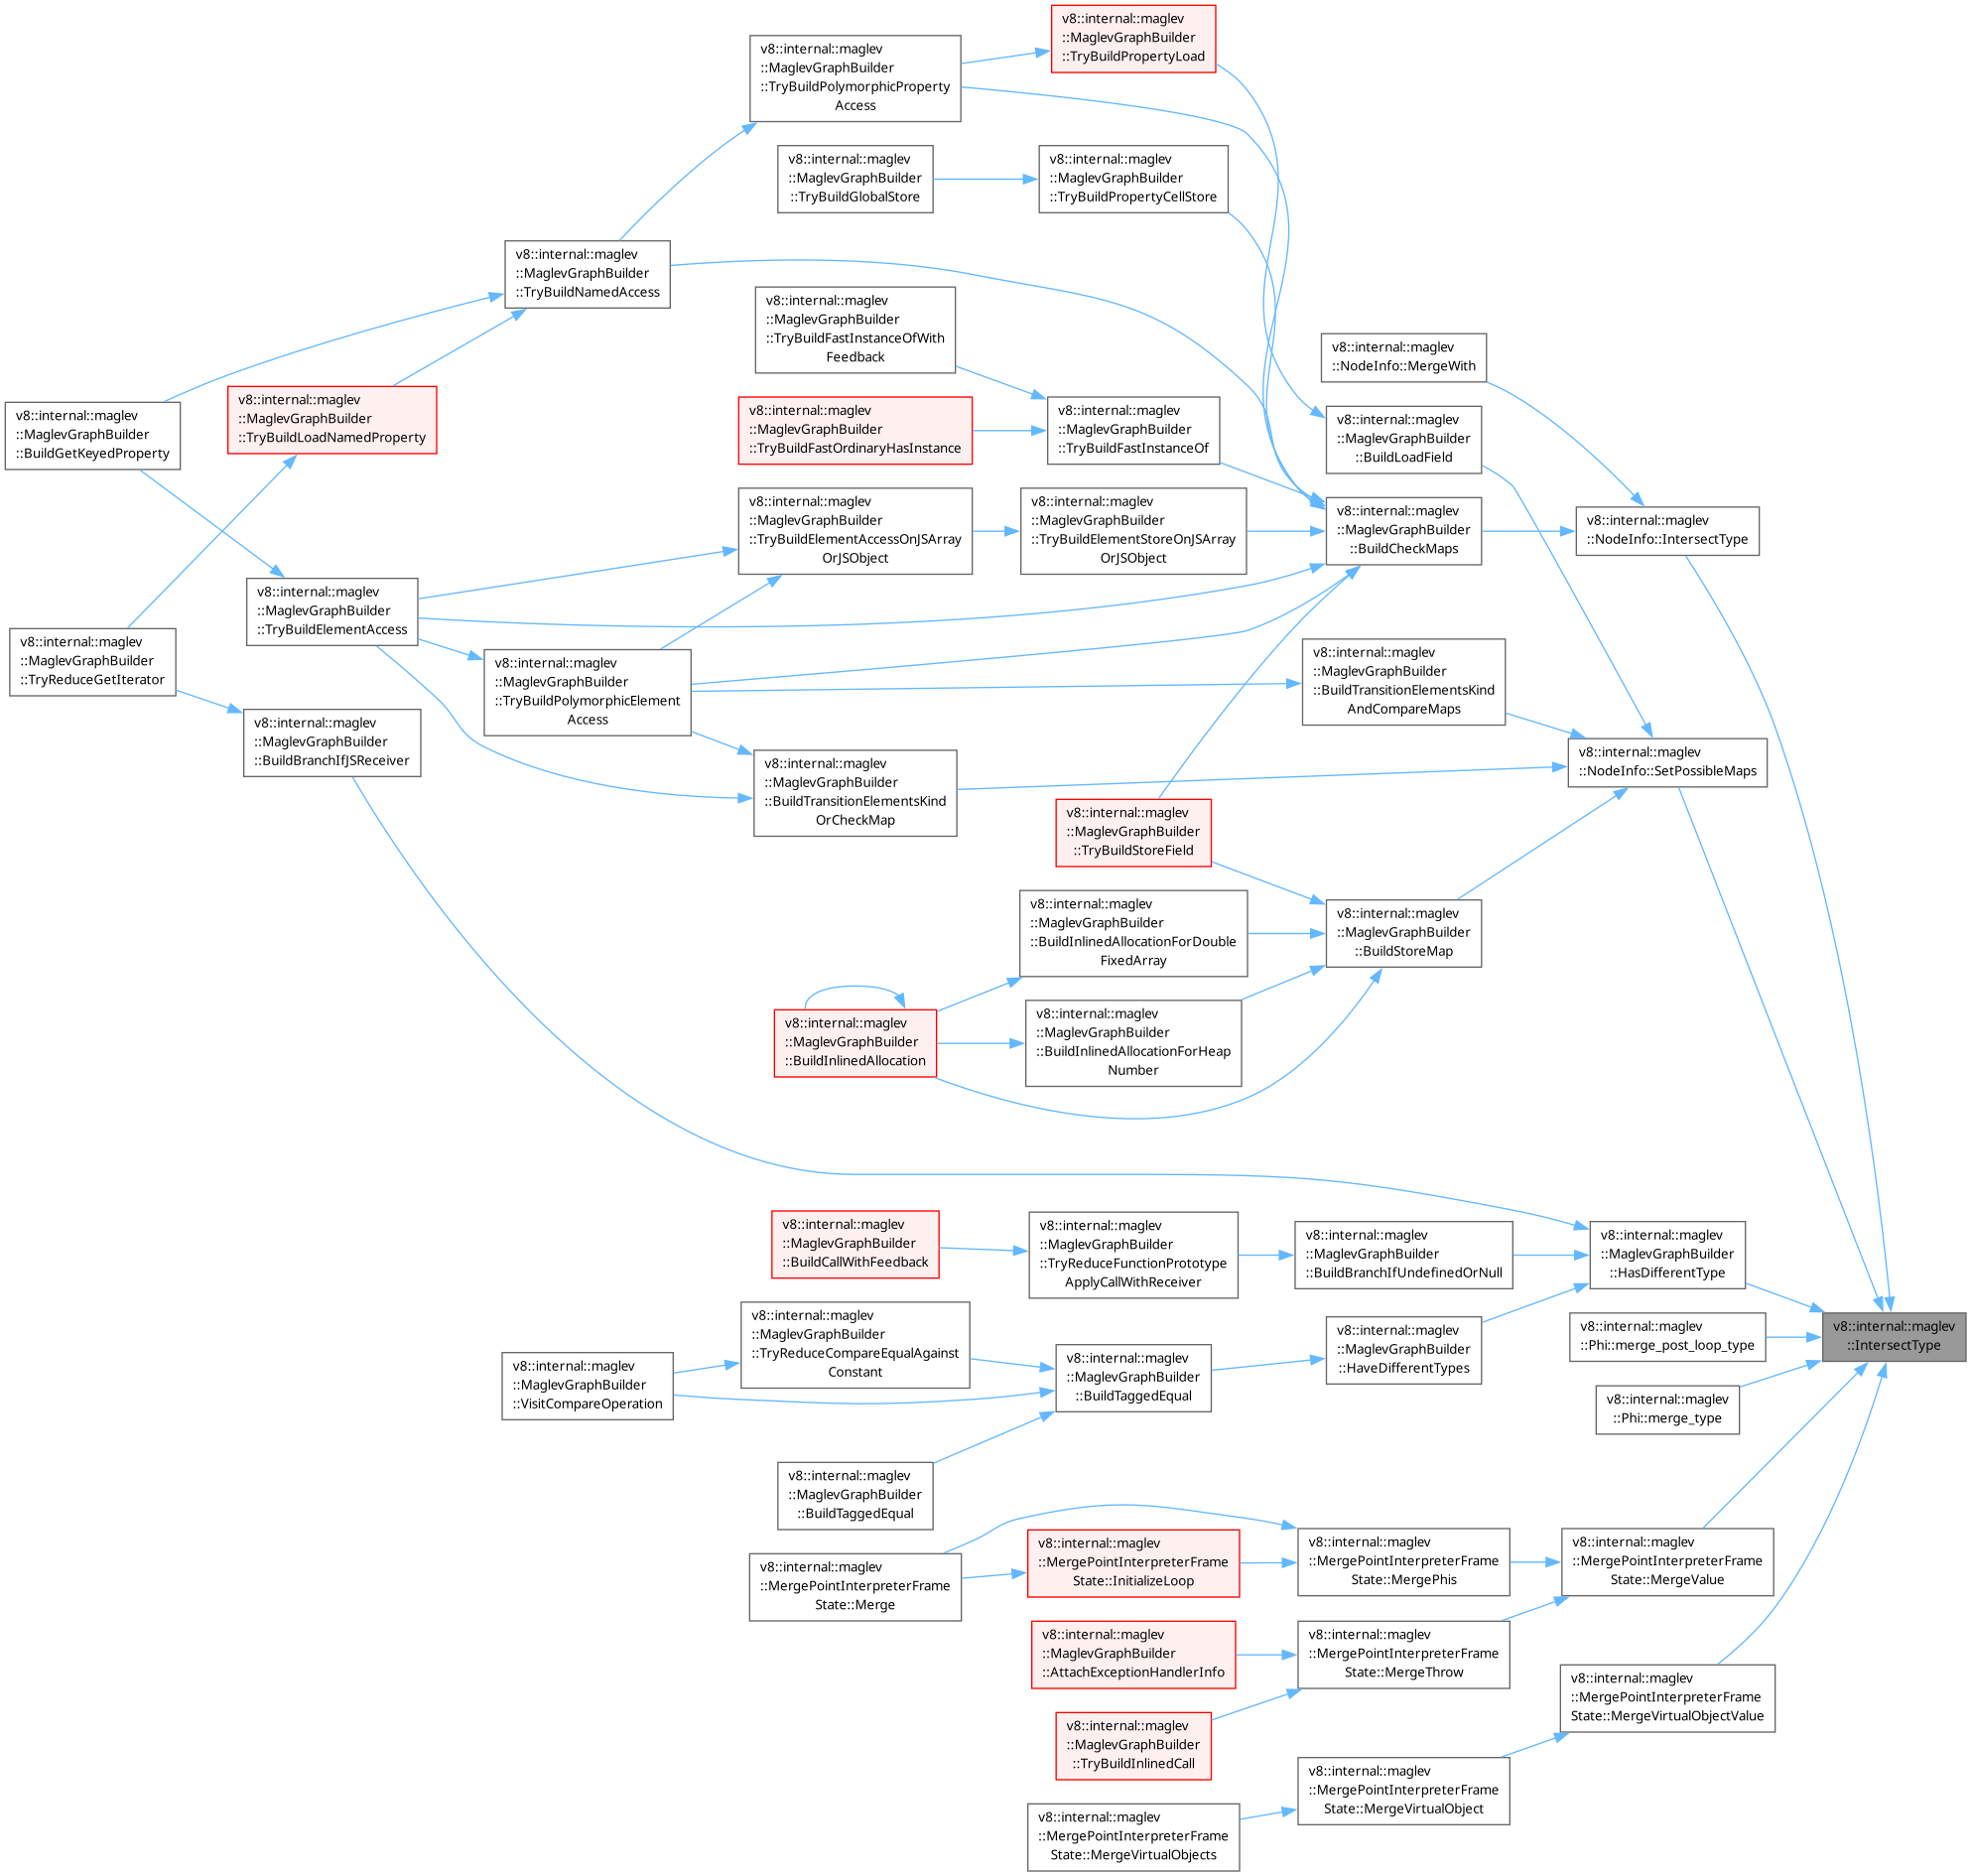 v8::internal::maglev
::MaglevGraphBuilder
::TryBuildPropertyLoad
v8::internal::maglev
::MaglevGraphBuilder
::TryBuildPolymorphicProperty
Access
v8::internal::maglev
::MaglevGraphBuilder
::TryBuildGlobalStore
v8::internal::maglev
::MaglevGraphBuilder
::TryBuildPropertyCellStore
v8::internal::maglev
::MaglevGraphBuilder
::TryBuildNamedAccess
v8::internal::maglev
::MaglevGraphBuilder
::TryBuildFastInstanceOfWith
Feedback
v8::internal::maglev
::NodeInfo::MergeWith
v8::internal::maglev
::MaglevGraphBuilder
::BuildGetKeyedProperty
v8::internal::maglev
::MaglevGraphBuilder
::TryBuildLoadNamedProperty
v8::internal::maglev
::MaglevGraphBuilder
::TryBuildFastOrdinaryHasInstance
v8::internal::maglev
::MaglevGraphBuilder
::TryBuildFastInstanceOf
v8::internal::maglev
::MaglevGraphBuilder
::BuildLoadField
v8::internal::maglev
::MaglevGraphBuilder
::TryBuildElementAccessOnJSArray
OrJSObject
v8::internal::maglev
::MaglevGraphBuilder
::TryBuildElementStoreOnJSArray
OrJSObject
v8::internal::maglev
::MaglevGraphBuilder
::BuildCheckMaps
v8::internal::maglev
::NodeInfo::IntersectType
v8::internal::maglev
::MaglevGraphBuilder
::TryBuildElementAccess
v8::internal::maglev
::MaglevGraphBuilder
::TryReduceGetIterator
v8::internal::maglev
::MaglevGraphBuilder
::TryBuildPolymorphicElement
Access
v8::internal::maglev
::MaglevGraphBuilder
::BuildTransitionElementsKind
AndCompareMaps
v8::internal::maglev
::MaglevGraphBuilder
::BuildBranchIfJSReceiver
v8::internal::maglev
::MaglevGraphBuilder
::BuildTransitionElementsKind
OrCheckMap
v8::internal::maglev
::NodeInfo::SetPossibleMaps
v8::internal::maglev
::MaglevGraphBuilder
::TryBuildStoreField
v8::internal::maglev
::MaglevGraphBuilder
::BuildInlinedAllocationForDouble
FixedArray
v8::internal::maglev
::MaglevGraphBuilder
::BuildStoreMap
v8::internal::maglev
::MaglevGraphBuilder
::BuildInlinedAllocation
v8::internal::maglev
::MaglevGraphBuilder
::BuildInlinedAllocationForHeap
Number
v8::internal::maglev
::MaglevGraphBuilder
::BuildCallWithFeedback
v8::internal::maglev
::MaglevGraphBuilder
::TryReduceFunctionPrototype
ApplyCallWithReceiver
v8::internal::maglev
::MaglevGraphBuilder
::BuildBranchIfUndefinedOrNull
v8::internal::maglev
::MaglevGraphBuilder
::HasDifferentType
v8::internal::maglev
::MaglevGraphBuilder
::TryReduceCompareEqualAgainst
Constant
v8::internal::maglev
::MaglevGraphBuilder
::HaveDifferentTypes
v8::internal::maglev
::Phi::merge_post_loop_type
v8::internal::maglev
::IntersectType
v8::internal::maglev
::MaglevGraphBuilder
::VisitCompareOperation
v8::internal::maglev
::MaglevGraphBuilder
::BuildTaggedEqual
v8::internal::maglev
::Phi::merge_type
v8::internal::maglev
::MaglevGraphBuilder
::BuildTaggedEqual
v8::internal::maglev
::MergePointInterpreterFrame
State::Merge
v8::internal::maglev
::MergePointInterpreterFrame
State::InitializeLoop
v8::internal::maglev
::MergePointInterpreterFrame
State::MergePhis
v8::internal::maglev
::MergePointInterpreterFrame
State::MergeValue
v8::internal::maglev
::MaglevGraphBuilder
::AttachExceptionHandlerInfo
v8::internal::maglev
::MergePointInterpreterFrame
State::MergeThrow
v8::internal::maglev
::MergePointInterpreterFrame
State::MergeVirtualObjectValue
v8::internal::maglev
::MaglevGraphBuilder
::TryBuildInlinedCall
v8::internal::maglev
::MergePointInterpreterFrame
State::MergeVirtualObject
v8::internal::maglev
::MergePointInterpreterFrame
State::MergeVirtualObjects